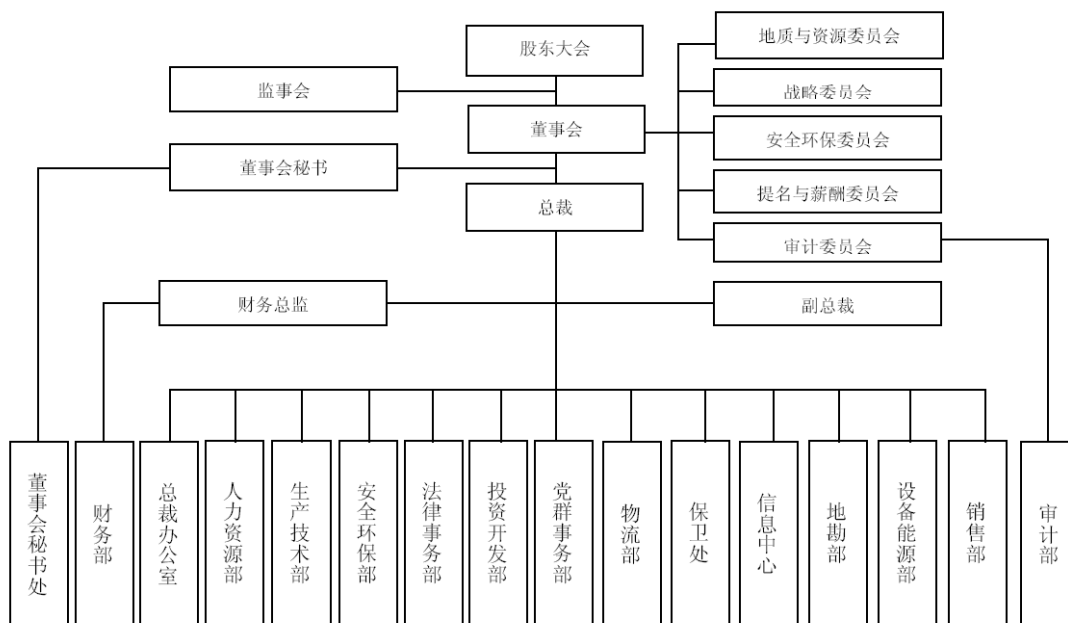 股东大会
地质与资源委员会
监事会
战略委员会
董事会
安全环保委员会
董事会秘书
提名与薪酬委员会
总裁
审计委员会
财务总监
副总裁
董事会秘书处
财务部
总裁办公室
人力资源部
生产技术部
安全环保部
法律事务部
投资开发部
党群事务部
物流部
保卫处
信息中心
地勘部
设备能源部
销售部
审计部